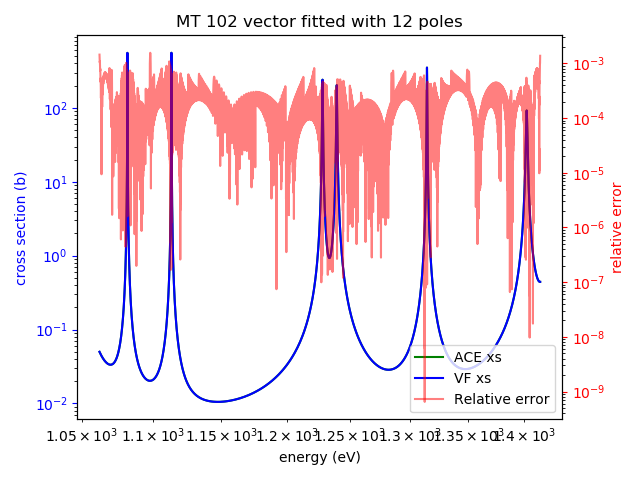 MT 102 vector fitted with 12 poles
cross section (b)
10²
10¹
10⁰
10⁻¹
10⁻²
10⁻³
10⁻⁴
10⁻⁵
10⁻⁶
10⁻⁷
10⁻⁸
10⁻⁹
relative error
ACE xs
VF xs
Relative error
1.05 × 10³ 1.1 × 10³ 1.15 × 10³ 1.2 × 10³ 1.25 × 10³ 1.3 × 10³ 1.35 × 10³ 1.4 × 10³
energy (eV)